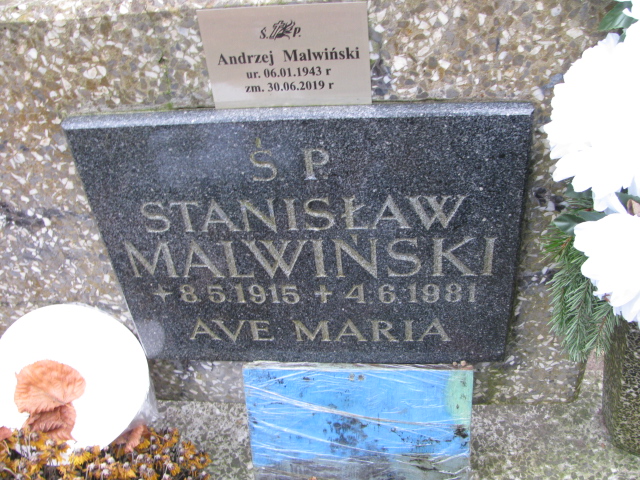 Ś. P.
Andrzej Malwiński
ur. 06.01.1943 r
zm. 30.06.2019 r
Ś P
STANISŁAW
MALWIŃSKI
+8.5.1915 + 4.6.1981
AVE MARIA